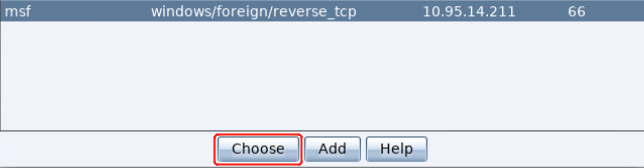 msf windows/foreign/reverse_tcp 10.95.14.211 66
Choose Add Help